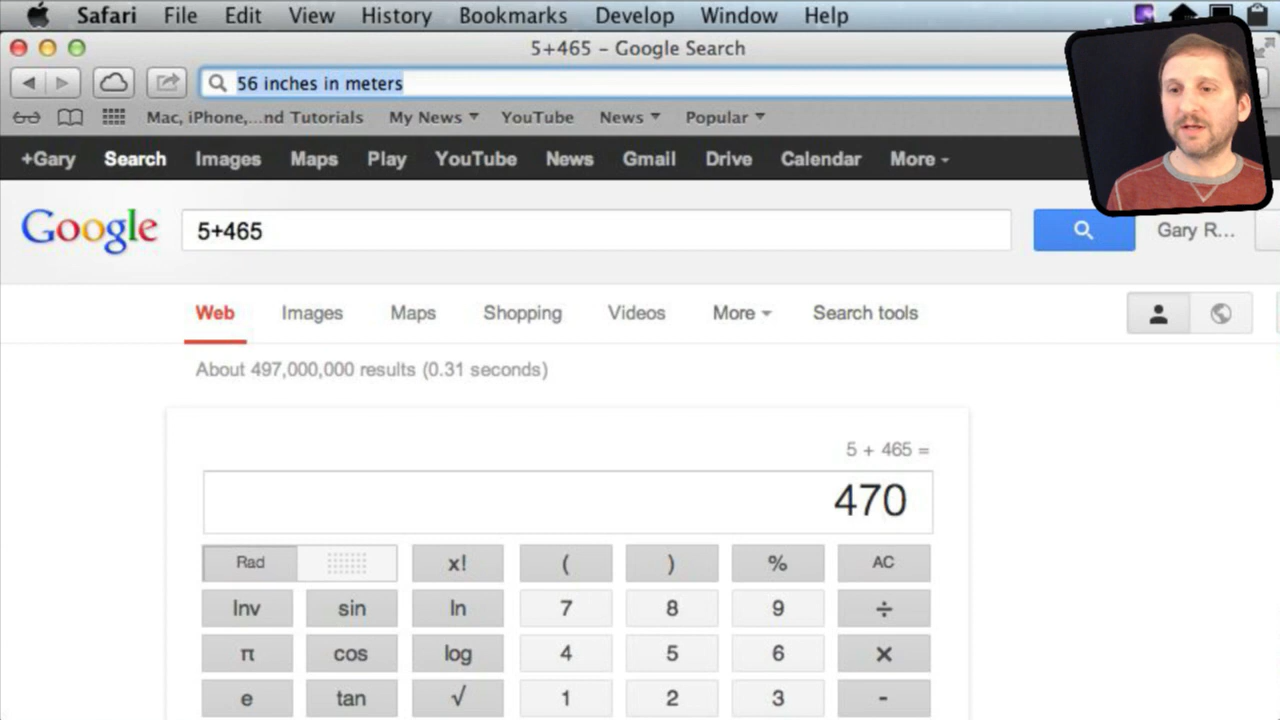 Safari File Edit View History Bookmarks Develop Window Help
5+465 – Google Search
56 inches in meters
Mac, iPhone,...nd Tutorials My News YouTube News Popular
+Gary Search Images Maps Play YouTube News Gmail Drive Calendar More
Google 5+465 Gary R...
Web Images Maps Shopping Videos More Search tools
About 497,000,000 results (0.31 seconds)
5 + 465 =
470
Rad x! ( ) % AC
Inv sin ln 7 8 9 ÷
π cos log 4 5 6 ×
e tan √ 1 2 3 -